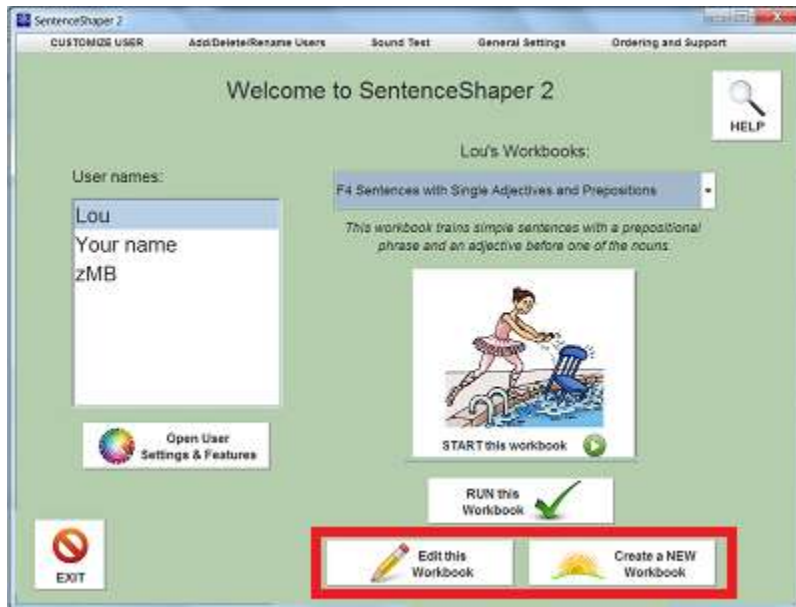 SentenceShaper 2
CUSTOMIZE USER Add/Delete/Rename Users Sound Test General Settings Ordering and Support
Welcome to SentenceShaper 2
HELP
Lou's Workbooks:
User names:
F4 Sentences with Single Adjectives and Prepositions
Lou
Your name
zMB
This workbook trains simple sentences with a prepositional
phrase and an adjective before one of the nouns.
START this workbook
Open User
Settings & Features
RUN this
Workbook
EXIT
Edit this
Workbook
Create a NEW
Workbook